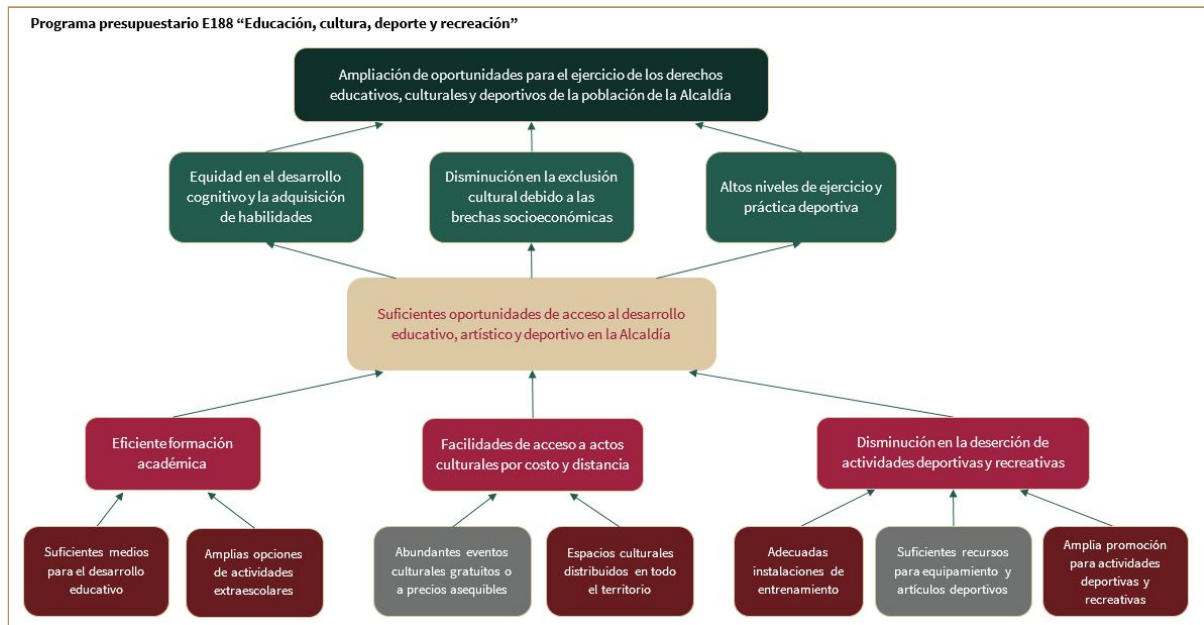 Programa presupuestario E188 “Educación, cultura, deporte y recreación”
Ampliación de oportunidades para el ejercicio de los derechos
educativos, culturales y deportivos de la población de la Alcaldía
Equidad en el desarrollo
cognitivo y la adquisición
de habilidades
Disminución en la exclusión
cultural debido a las
brechas socioeconómicas
Altos niveles de ejercicio y
práctica deportiva
Suficientes oportunidades de acceso al desarrollo
educativo, artístico y deportivo en la Alcaldía
Eficiente formación
académica
Facilidades de acceso a actos
culturales por costo y distancia
Disminución en la deserción de
actividades deportivas y recreativas
Suficientes medios
para el desarrollo
educativo
Amplias opciones
de actividades
extraescolares
Abundantes eventos
culturales gratuitos o
a precios asequibles
Espacios culturales
distribuidos en todo
el territorio
Adecuadas
instalaciones de
entrenamiento
Suficientes recursos
para equipamiento y
artículos deportivos
Amplia promoción
para actividades
deportivas y
recreativas